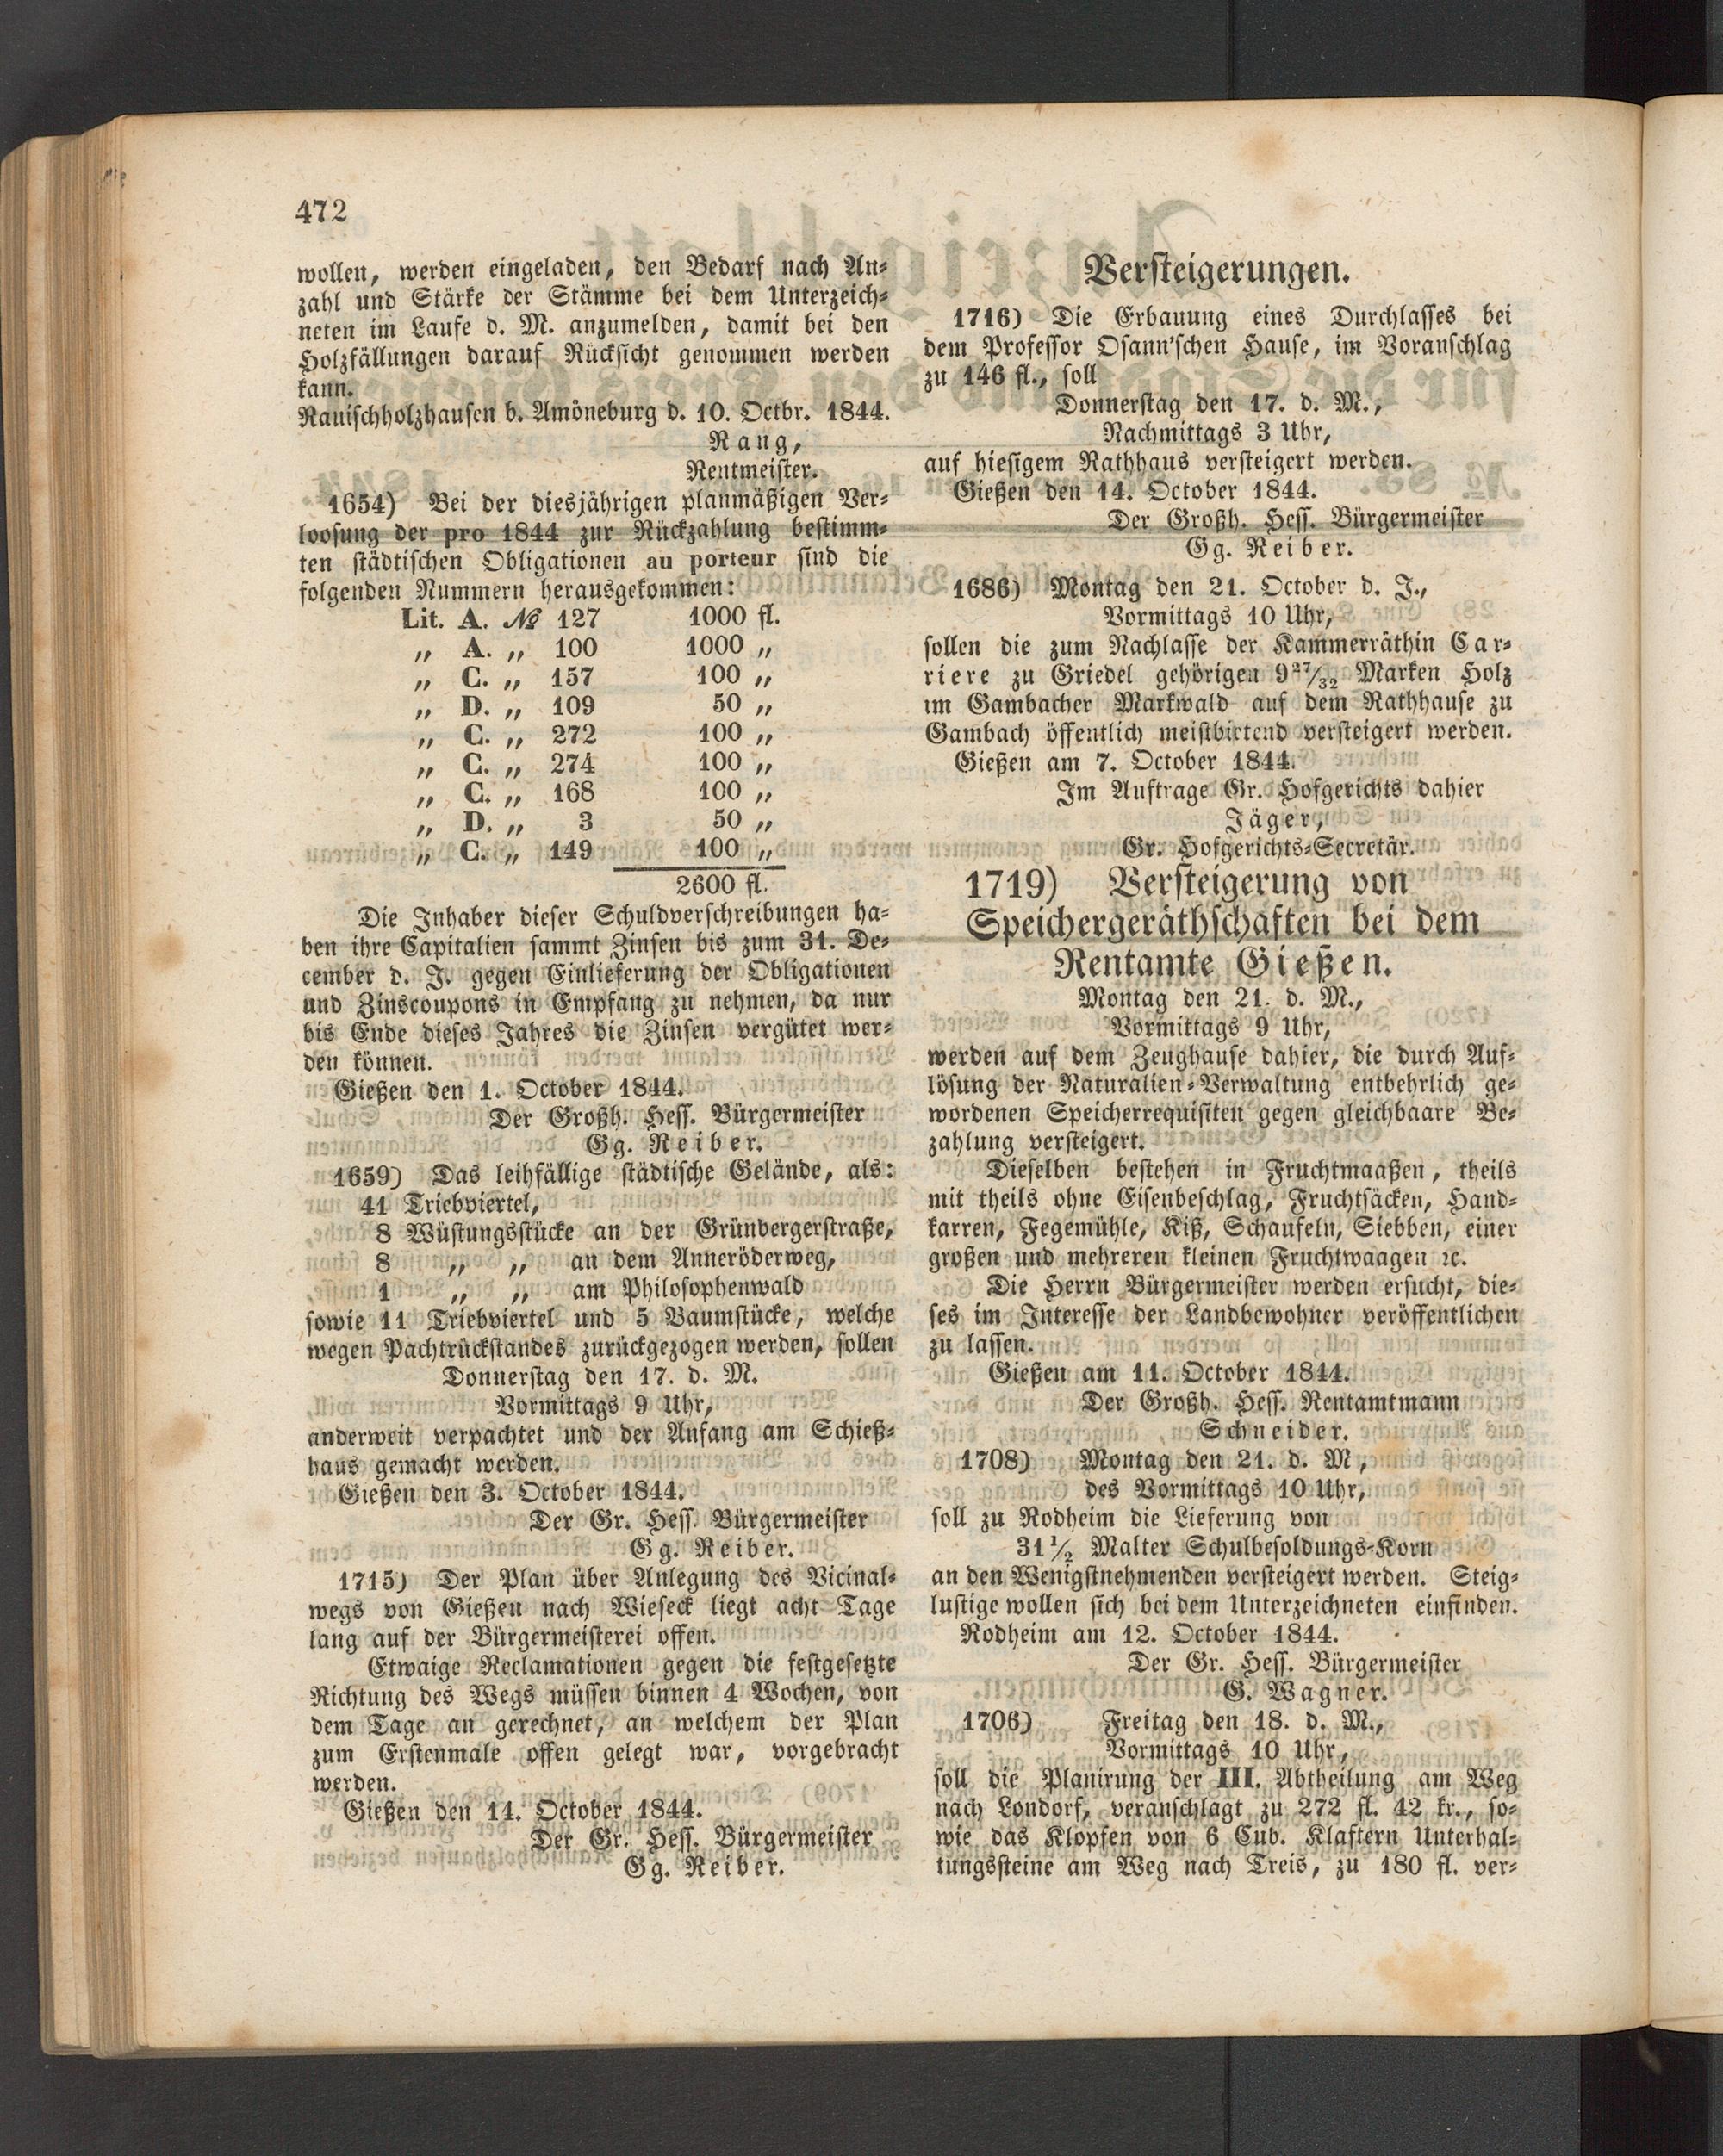 472
wollen, werden eingeladen, den Bedarf nach An⸗
zahl und Stärke der Stämme bei dem Unterzeich⸗
neten im Laufe d. M. anzumelden, damit bei den
Holzfällungen darauf Rücksicht genommen werden
kann.
Rauischholzhausen b. Amöneburg d. 10. Octbr. 1844.
Rang,
Rentmeister.
1654) Bei der diesjährigen planmäßigen Ver⸗
loosung der pro 1844 zur Rückzahlung bestimm⸗
ten städtischen Obligationen au porteur sind die
folgenden Nummern herausgekommen:
Lit. A. № 127 1000 fl.
„ A. „ 100 1000 „
„ C. „ 157 100 „
„ D. „ 109 50 „
„ C. „ 272 100 „
„ C. „ 274 100 „
„ C. „ 168 100 „
„ D. „ 3 50 „
„ C. „ 149 100 „
2600 fl.
Die Inhaber dieser Schuldverschreibungen ha⸗
ben ihre Capitalien sammt Zinsen bis zum 31. De⸗
cember d. J. gegen Einlieferung der Obligationen
und Zinscoupons in Empfang zu nehmen, da nur
bis Ende dieses Jahres die Zinsen vergütet wer⸗
den können.
Gießen den 1. October 1844.
Der Großh. Hess. Bürgermeister
Gg. Reiber.
1659) Das leihfällige städtische Gelände, als:
41 Triebviertel,
8 Wüstungsstücke an der Grünbergerstraße,
8 „ „ an dem Anneröderweg,
1 „ „ am Philosophenwald
sowie 11 Triebviertel und 5 Baumstücke, welche
wegen Pachtrückstandes zurückgezogen werden, sollen
Donnerstag den 17. d. M.
Vormittags 9 Uhr,
anderweit verpachtet und der Anfang am Schieß⸗
haus gemacht werden.
Gießen den 3. October 1844.
Der Gr. Hess. Bürgermeister
Gg. Reiber.
1715) Der Plan über Anlegung des Vicinal⸗
wegs von Gießen nach Wieseck liegt acht Tage
lang auf der Bürgermeisterei offen.
Etwaige Reclamationen gegen die festgesetzte
Richtung des Wegs müssen binnen 4 Wochen, von
dem Tage an gerechnet, an welchem der Plan
zum Erstenmale offen gelegt war, vorgebracht
werden.
Gießen den 14. October 1844.
Der Gr. Hess. Bürgermeister
Gg. Reiber.
Versteigerungen.
1716) Die Erbauung eines Durchlasses bei
dem Professor Osann'schen Hause, im Voranschlag
zu 146 fl., soll
Donnerstag den 17. d. M.,
Nachmittags 3 Uhr,
auf hiesigem Rathhaus versteigert werden.
Gießen den 14. October 1844.
Der Großh. Hess. Bürgermeister
Gg. Reiber.
1686) Montag den 21. October d. J.,
Vormittags 10 Uhr,
sollen die zum Nachlasse der Kammerräthin Car⸗
riere zu Griedel gehörigen 9 27/32 Marken Holz
im Gambacher Markwald auf dem Rathhause zu
Gambach öffentlich meistbietend versteigert werden.
Gießen am 7. October 1844.
Im Auftrage Gr. Hofgerichts dahier
Jäger,
Gr. Hofgerichts⸗Secretär.
1719) Versteigerung von
Speichergeräthschaften bei dem
Rentamte Gießen.
Montag den 21. d. M.,
Vormittags 9 Uhr,
werden auf dem Zeughause dahier, die durch Auf⸗
lösung der Naturalien⸗Verwaltung entbehrlich ge⸗
wordenen Speicherrequisiten gegen gleichbaare Be⸗
zahlung versteigert.
Dieselben bestehen in Fruchtmaaßen, theils
mit theils ohne Eisenbeschlag, Fruchtsäcken, Hand⸗
karren, Fegemühle, Kiß, Schaufeln, Siebben, einer
großen und mehreren kleinen Fruchtwaagen ꝛc.
Die Herrn Bürgermeister werden ersucht, die⸗
ses im Interesse der Landbewohner veröffentlichen
zu lassen.
Gießen am 11. October 1844.
Der Großh. Hess. Rentamtmann
Schneider.
1708) Montag den 21. d. M,
des Vormittags 10 Uhr,
soll zu Rodheim die Lieferung von
31 1/2 Malter Schulbesoldungs⸗Korn
an den Wenigstnehmenden versteigert werden. Steig⸗
lustige wollen sich bei dem Unterzeichneten einfinden.
Rodheim am 12. October 1844.
Der Gr. Hess. Bürgermeister
G. Wagner.
1706) Freitag den 18. d. M.,
Vormittags 10 Uhr,
soll die Planirung der III. Abtheilung am Weg
nach Londorf, veranschlagt zu 272 fl. 42 kr., so⸗
wie das Klopfen von 6 Cub. Klaftern Unterhal⸗
tungssteine am Weg nach Treis, zu 180 fl. ver⸗